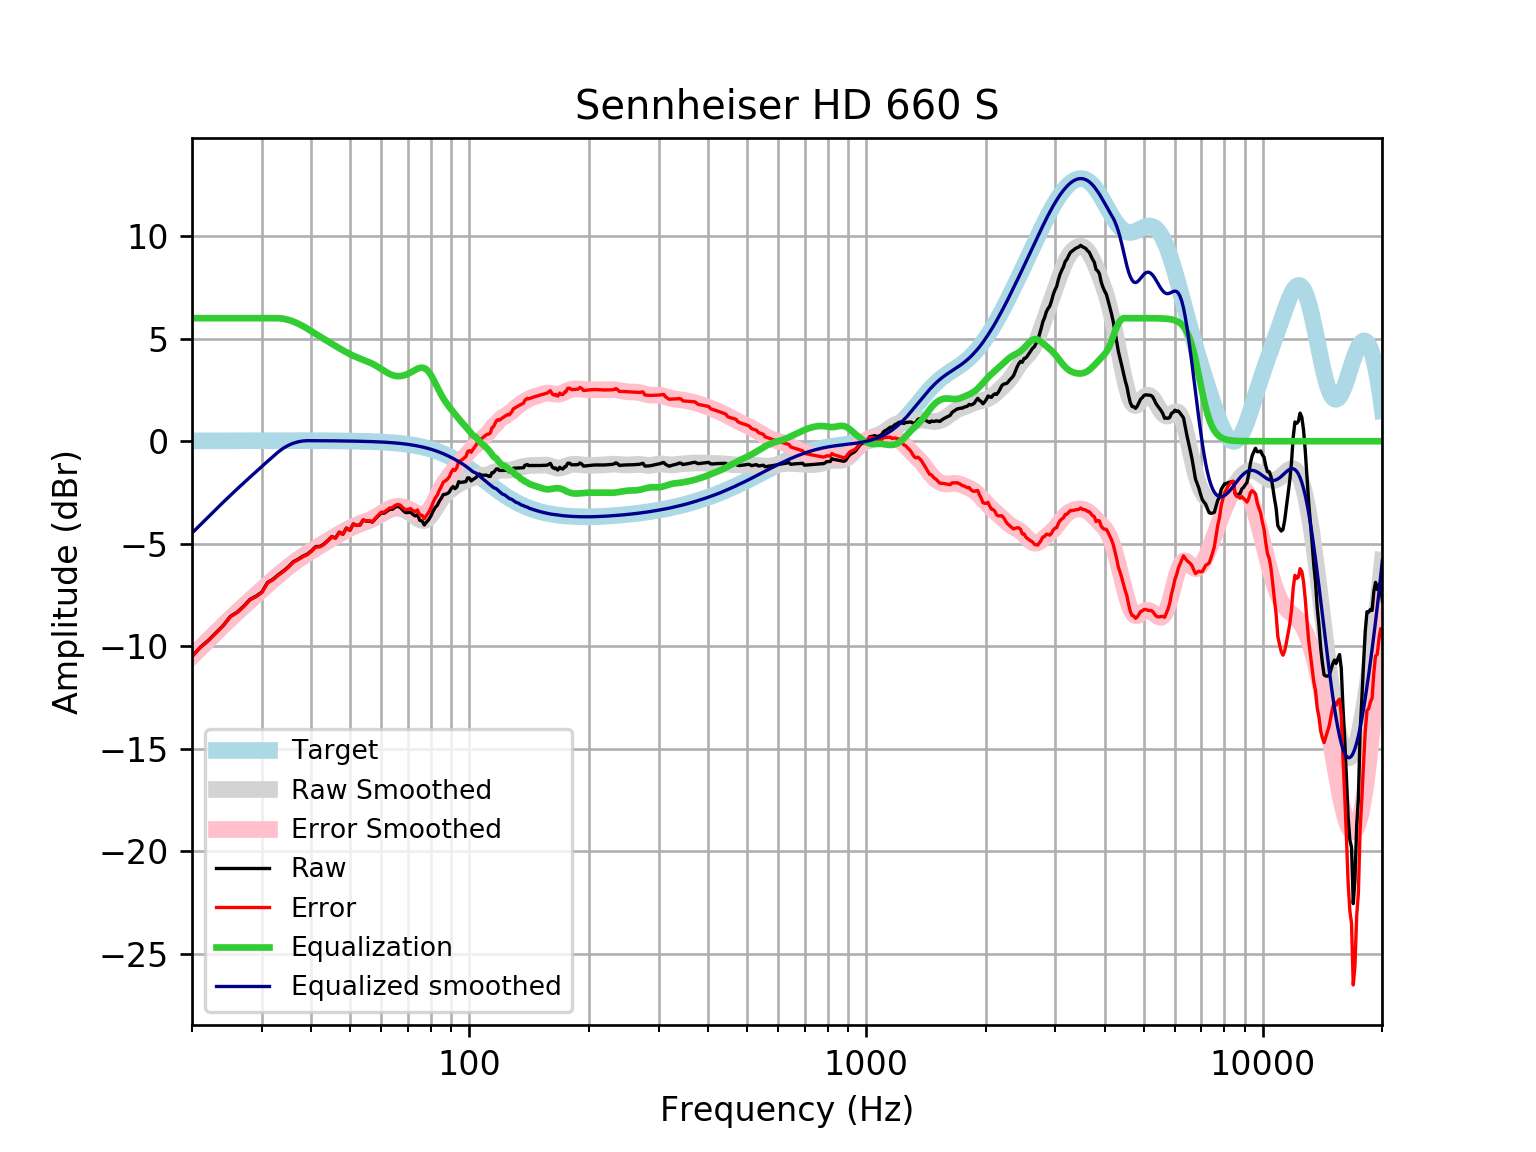 Sennheiser HD 660 S
Amplitude (dBr)
10
5
0
−5
−10
−15
−20
−25
Target
Raw Smoothed
Error Smoothed
Raw
Error
Equalization
Equalized smoothed
100
1000
10000
Frequency (Hz)